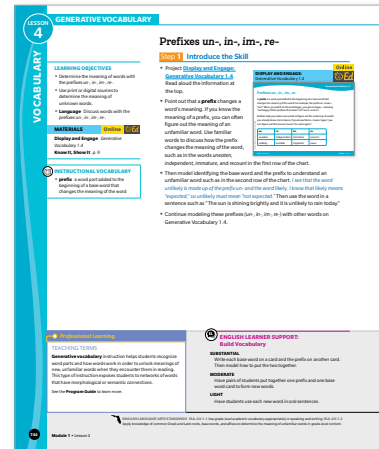 LESSON
4
GENERATIVE VOCABULARY
VOCABULARY
Prefixes un-, in-, im-, re-
LEARNING OBJECTIVES
• Determine the meaning of words with
the prefixes un-, in-, im-, re-.
• Use print or digital sources to
determine the meaning of
unknown words.
• Language Discuss words with the
prefixes un-, in-, im-, re-.
MATERIALS Online Ed
Display and Engage Generative
Vocabulary 1.4
Know It, Show It p. 9
INSTRUCTIONAL VOCABULARY
• prefix a word part added to the
beginning of a base word that
changes the meaning of the word
Step 1 Introduce the Skill
• Project Display and Engage:
Generative Vocabulary 1.4
Read aloud the information at
the top.
• Point out that a prefix changes a
word's meaning. If you know the
meaning of a prefix, you can often
figure out the meaning of an
unfamiliar word. Use familiar
words to discuss how the prefix
changes the meaning of the word,
such as in the words uneaten,
independent, immature, and recount in the first row of the chart.
• Then model identifying the base word and the prefix to understand an
unfamiliar word such as in the second row of the chart. I see that the word
unlikely is made up of the prefix un- and the word likely. I know that likely means
"expected," so unlikely must mean "not expected." Then use the word in a
sentence such as "The sun is shining brightly and it is unlikely to rain today."
• Continue modeling these prefixes (un-, in-, im-, re-) with other words on
Generative Vocabulary 1.4.
Online
Ed
DISPLAY AND ENGAGE:
Generative Vocabulary 1.4
Prefixes un-, in-, im-, re-
Professional Learning
TEACHING TERMS
Generative vocabulary instruction helps students recognize
word parts and how words work in order to unlock meanings of
new, unfamiliar words when they encounter them in reading.
This type of instruction exposes students to networks of words
that have morphological or semantic connections.
See the Program Guide to learn more.
EL ENGLISH LEARNER SUPPORT:
Build Vocabulary
SUBSTANTIAL
Write each base word on a card and the prefix on another card.
Then model how to put the two together.
MODERATE
Have pairs of students put together one prefix and one base
word card to form new words.
LIGHT
Have students use each new word in oral sentences.
T44
Module 1 • Lesson 4